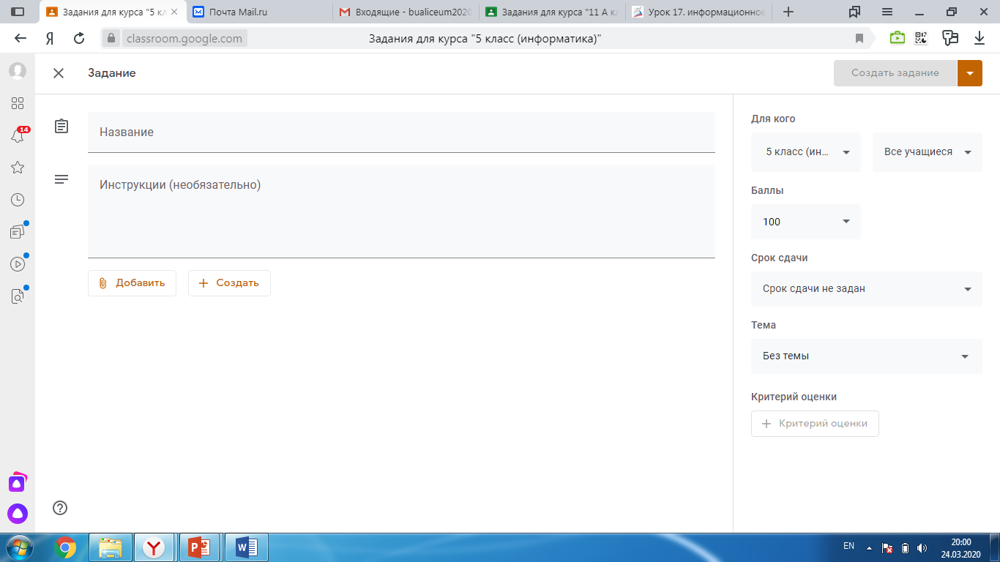 Задания для курса "5 кл
Почта Mail.ru
Входящие - bualiceum2020
Задания для курса "11 А кл
Урок 17. информационное
Я
classroom.google.com
Задания для курса "5 класс (информатика)"
14
Задание
Создать задание
Название
Инструкции (необязательно)
Добавить
Создать
Для кого
5 класс (ин...
Все учащиеся
Баллы
100
Срок сдачи
Срок сдачи не задан
Тема
Без темы
Критерий оценки
Критерий оценки
EN
20:00
24.03.2020